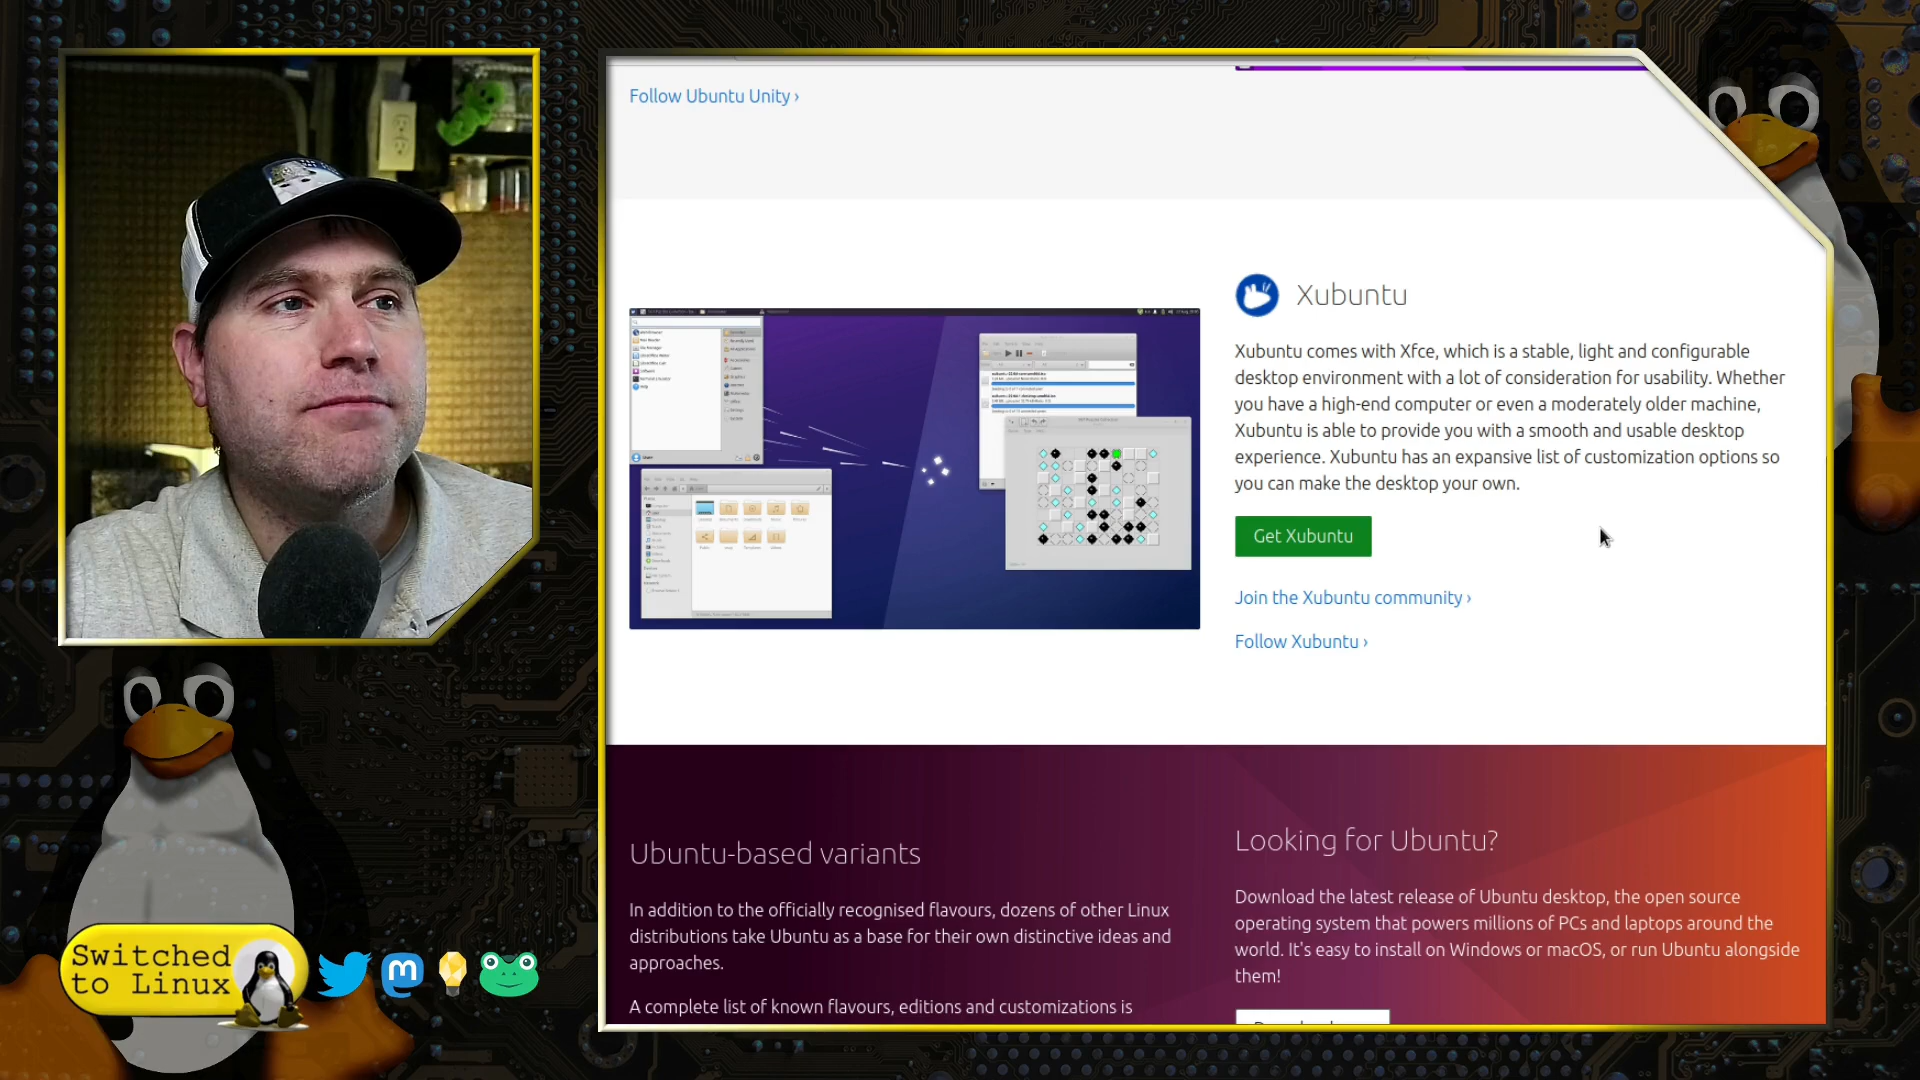 Follow Ubuntu Unity ›
Xubuntu
Xubuntu comes with Xfce, which is a stable, light and configurable
desktop environment with a lot of consideration for usability. Whether
you have a high-end computer or even a moderately older machine,
Xubuntu is able to provide you with a smooth and usable desktop
experience. Xubuntu has an expansive list of customization options so
you can make the desktop your own.
Get Xubuntu
Join the Xubuntu community ›
Follow Xubuntu ›
Ubuntu-based variants
In addition to the officially recognised flavours, dozens of other Linux
distributions take Ubuntu as a base for their own distinctive ideas and
approaches.
A complete list of known flavours, editions and customizations is
Looking for Ubuntu?
Download the latest release of Ubuntu desktop, the open source
operating system that powers millions of PCs and laptops around the
world. It's easy to install on Windows or macOS, or run Ubuntu alongside
them!
Switched
to Linux